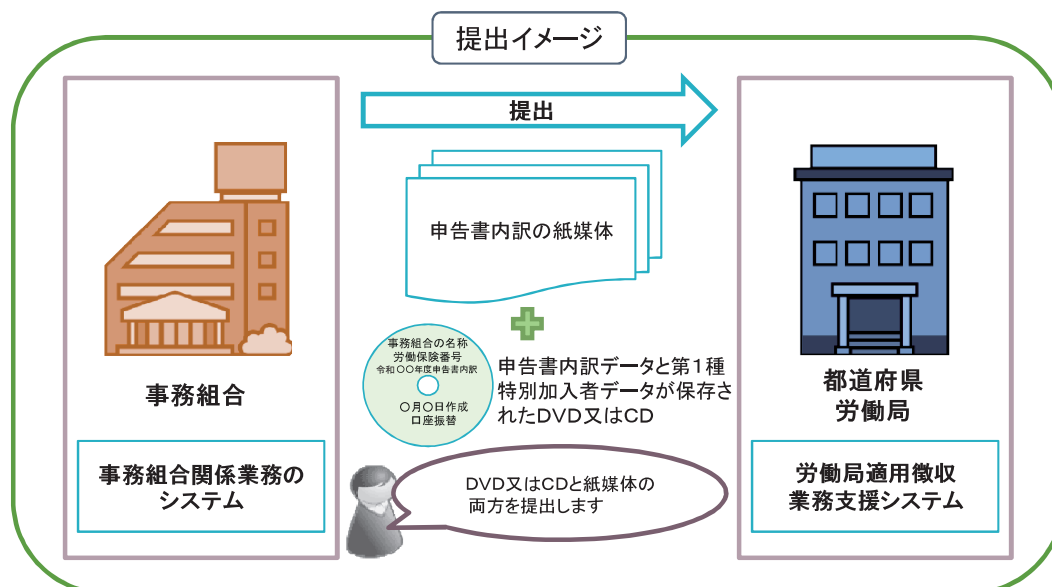 提出イメージ
提出
申告書内訳の紙媒体
事務組合の名称
労働保険番号
令和〇〇年度申告書内訳
〇月〇日作成
口座振替
申告書内訳データと第１種
特別加入者データが保存さ
れたDVD又はCD
事務組合
事務組合関係業務の
システム
DVD又はCDと紙媒体の
両方を提出します
都道府県
労働局
労働局適用徴収
業務支援システム